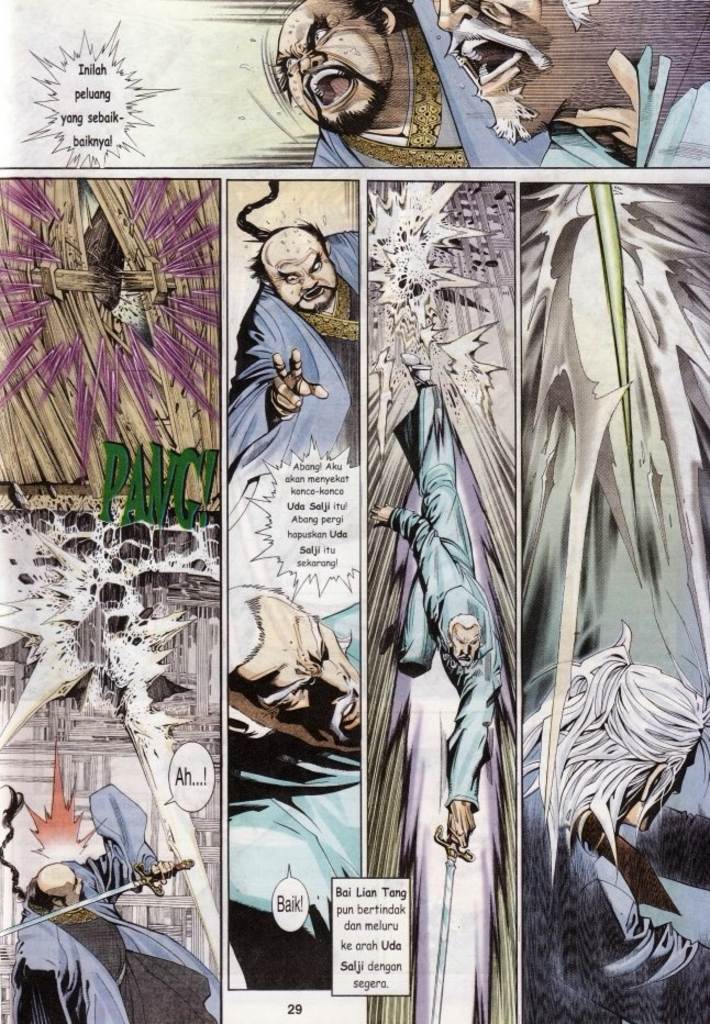 Inilah
peluang
yang sebaik-
baiknya!
PANG!
Ah...!
Abang! Aku
akan menyekat
konco-konco
Uda Salji itu!
Abang pergi
hapuskan Uda
Salji itu
sekarang!
Baik!
Bai Lian Tang
pun bertindak
dan meluru
ke arah Uda
Salji dengan
segera.
29